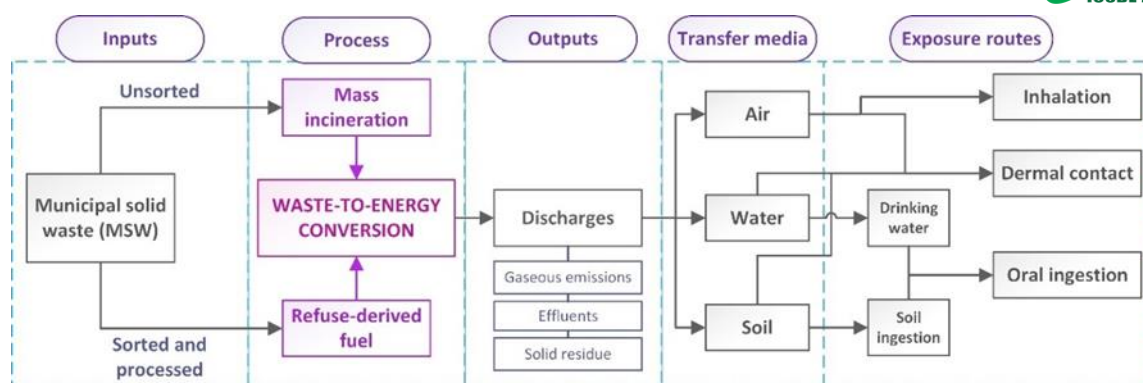 Inputs
Process
Outputs
Transfer media
Exposure routes
Unsorted
Mass
incineration
Air
Inhalation
Municipal solid
waste (MSW)
WASTE-TO-ENERGY
CONVERSION
Discharges
Water
Drinking
water
Dermal contact
Gaseous emissions
Effluents
Solid residue
Oral ingestion
Refuse-derived
fuel
Soil
Soil
ingestion
Sorted and
processed